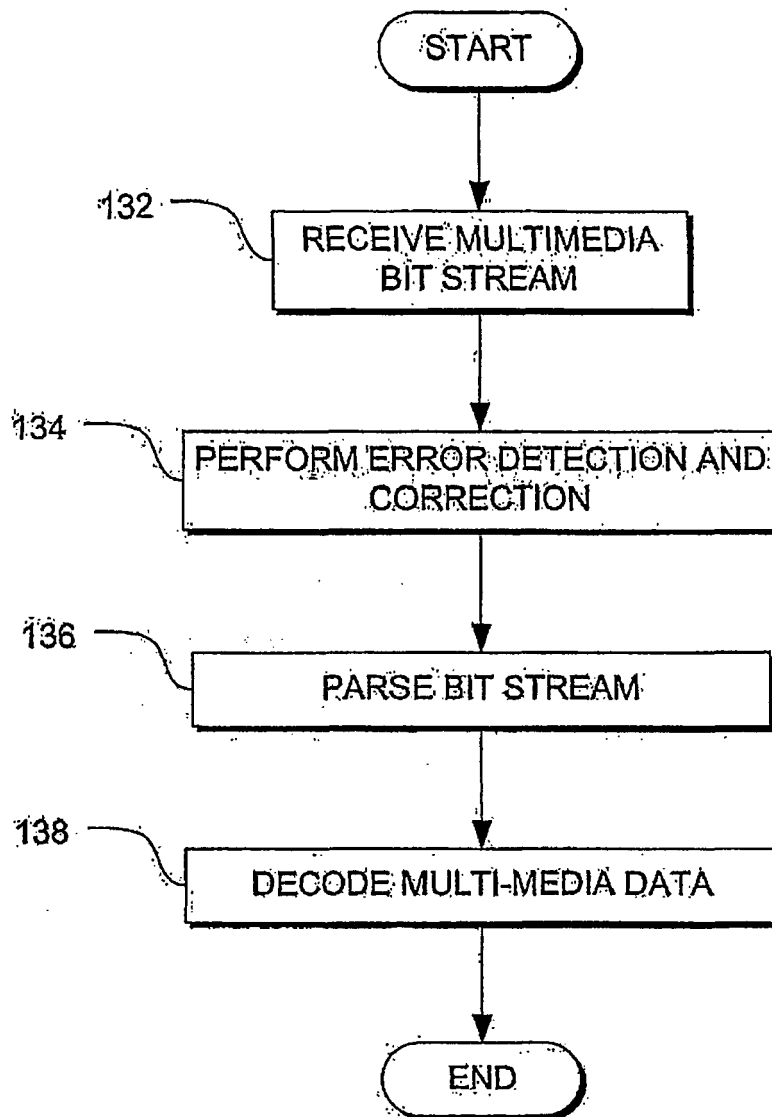 START
132
RECEIVE MULTIMEDIA
BIT STREAM
134
PERFORM ERROR DETECTION AND
CORRECTION
136
PARSE BIT STREAM
138
DECODE MULTI-MEDIA DATA
END